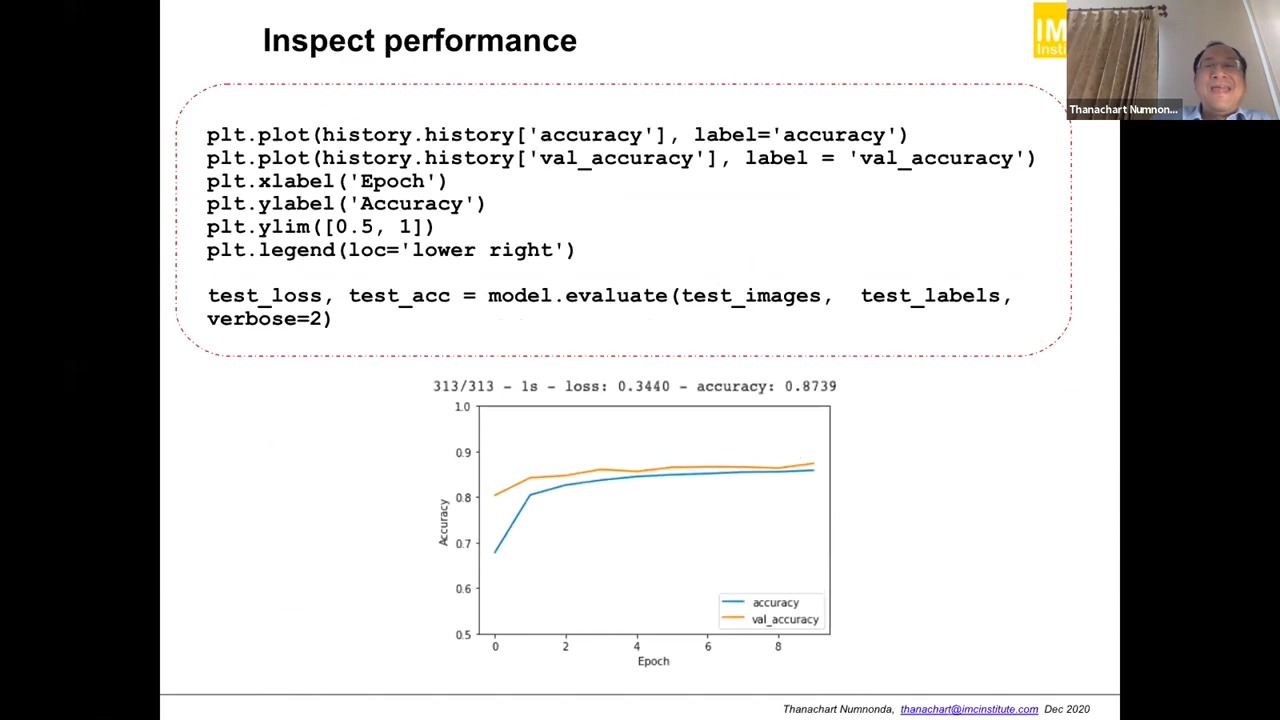 Inspect performance
IM
Insti
Thanachart Numnon...
plt.plot(history.history['accuracy'], label='accuracy')
plt.plot(history.history['val_accuracy'], label = 'val_accuracy')
plt.xlabel('Epoch')
plt.ylabel('Accuracy')
plt.ylim([0.5, 1])
plt.legend(loc='lower right')
test_loss, test_acc = model.evaluate(test_images,  test_labels,
verbose=2)
313/313 - 1s - loss: 0.3440 - accuracy: 0.8739
1.0
0.9
0.8
0.7
0.6
0.5
Accuracy
accuracy
val_accuracy
0 2 4 6 8
Epoch
Thanachart Numnonda, thanachart@imcinstitute.com Dec 2020